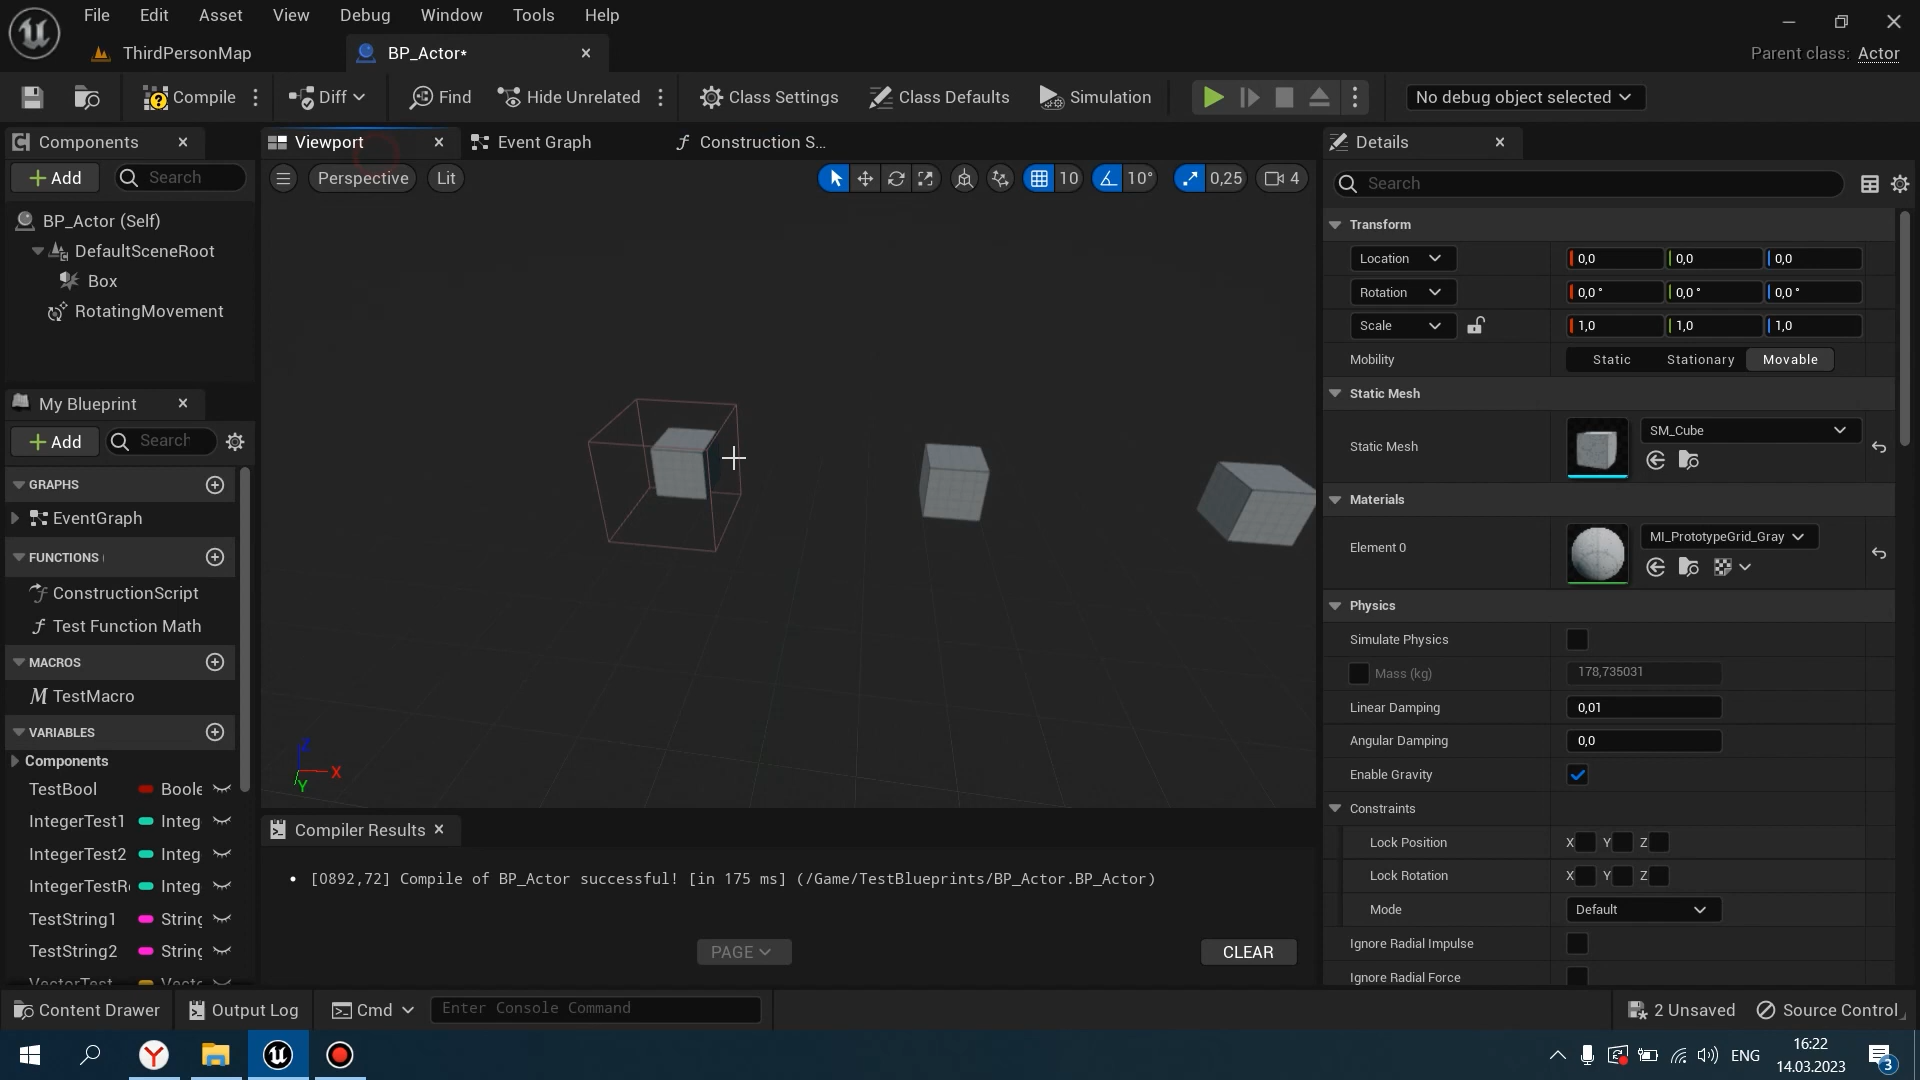 File Edit Asset View Debug Window Tools Help
ThirdPersonMap
BP_Actor*
Parent class: Actor
Compile
Diff
Find
Hide Unrelated
Class Settings
Class Defaults
Simulation
No debug object selected
Components
Add
Search
BP_Actor (Self)
DefaultSceneRoot
Box
RotatingMovement
My Blueprint
Add
Search
GRAPHS
EventGraph
FUNCTIONS
ConstructionScript
Test Function Math
MACROS
TestMacro
VARIABLES
Components
TestBool Boole
IntegerTest1 Integ
IntegerTest2 Integ
IntegerTestR Integ
TestString1 String
TestString2 String
VectorTest Vecto
Viewport
Event Graph
Construction S...
Perspective
Lit
10
10°
0,25
4
Z
X
Y
Compiler Results
• [0892,72] Compile of BP_Actor successful! [in 175 ms] (/Game/TestBlueprints/BP_Actor.BP_Actor)
PAGE
CLEAR
Details
Search
Transform
Location 0,0 0,0 0,0
Rotation 0,0 ° 0,0 ° 0,0 °
Scale 1,0 1,0 1,0
Mobility Static Stationary Movable
Static Mesh
Static Mesh SM_Cube
Materials
Element 0 MI_PrototypeGrid_Gray
Physics
Simulate Physics
Mass (kg) 178,735031
Linear Damping 0,01
Angular Damping 0,0
Enable Gravity
Constraints
Lock Position X Y Z
Lock Rotation X Y Z
Mode Default
Ignore Radial Impulse
Ignore Radial Force
Content Drawer
Output Log
Cmd
Enter Console Command
2 Unsaved
Source Control
ENG
16:22
14.03.2023
3